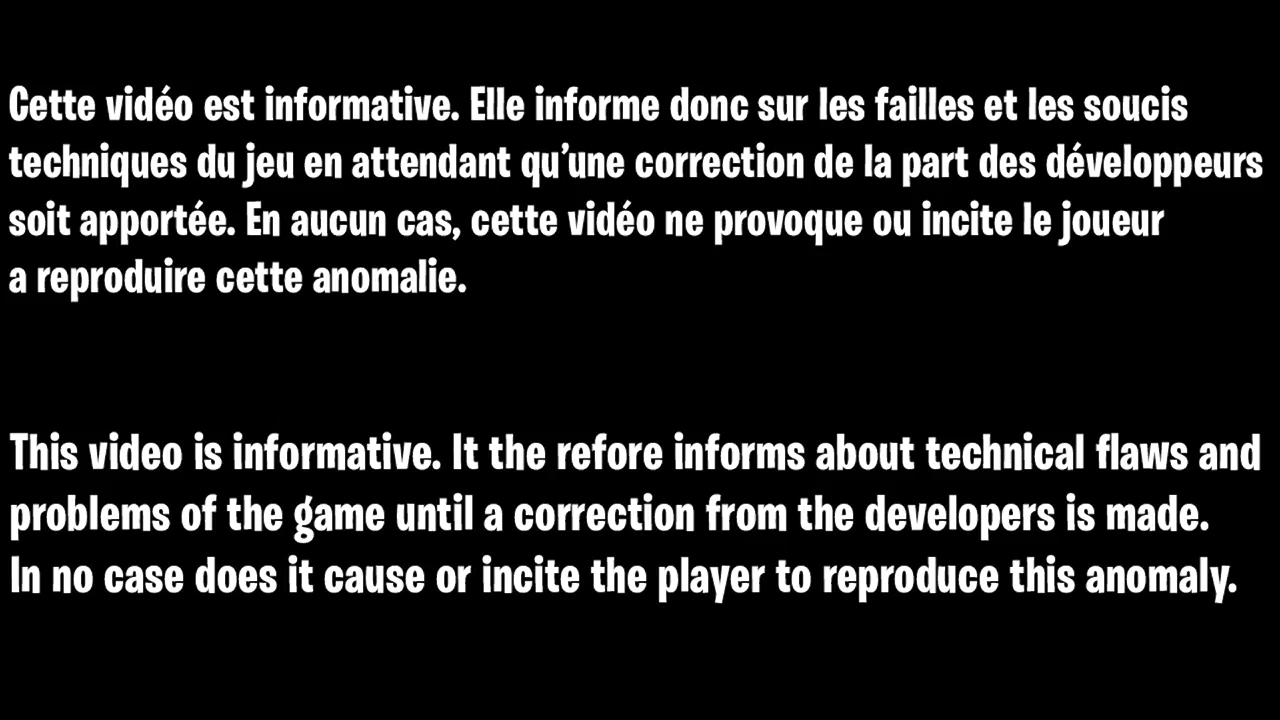 Cette vidéo est informative. Elle informe donc sur les failles et les soucis
techniques du jeu en attendant qu’une correction de la part des développeurs
soit apportée. En aucun cas, cette vidéo ne provoque ou incite le joueur
a reproduire cette anomalie.
This video is informative. It the refore informs about technical flaws and
problems of the game until a correction from the developers is made.
In no case does it cause or incite the player to reproduce this anomaly.